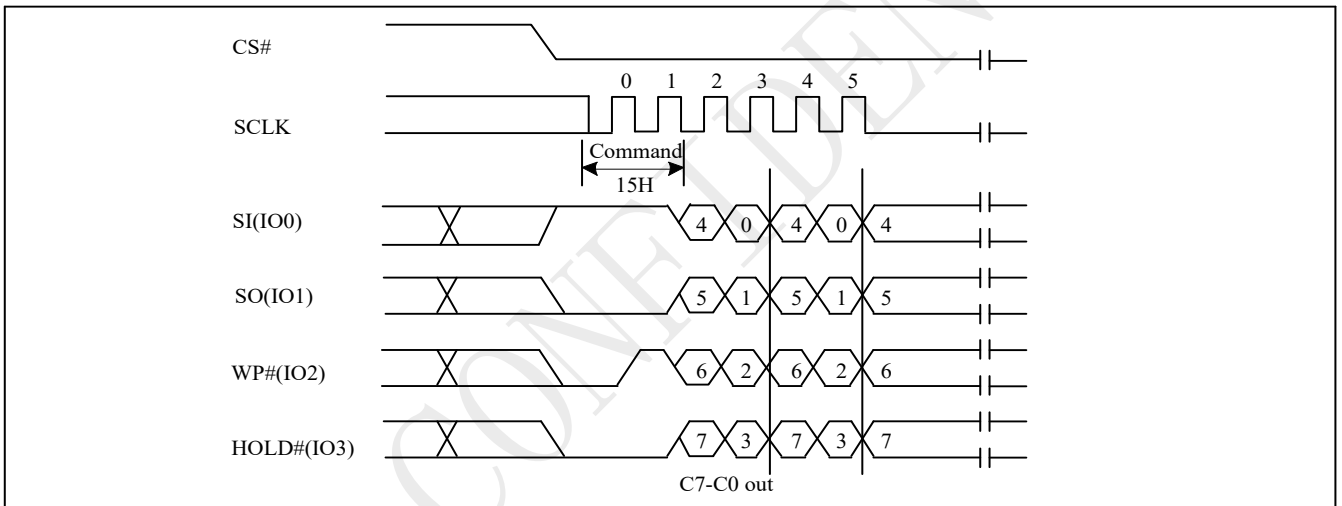 CS#
0 1 2 3 4 5
SCLK
Command
15H
SI(IO0) 4 0 4 0 4
SO(IO1) 5 1 5 1 5
WP#(IO2) 6 2 6 2 6
HOLD#(IO3) 7 3 7 3 7
C7-C0 out
CONFIDEN